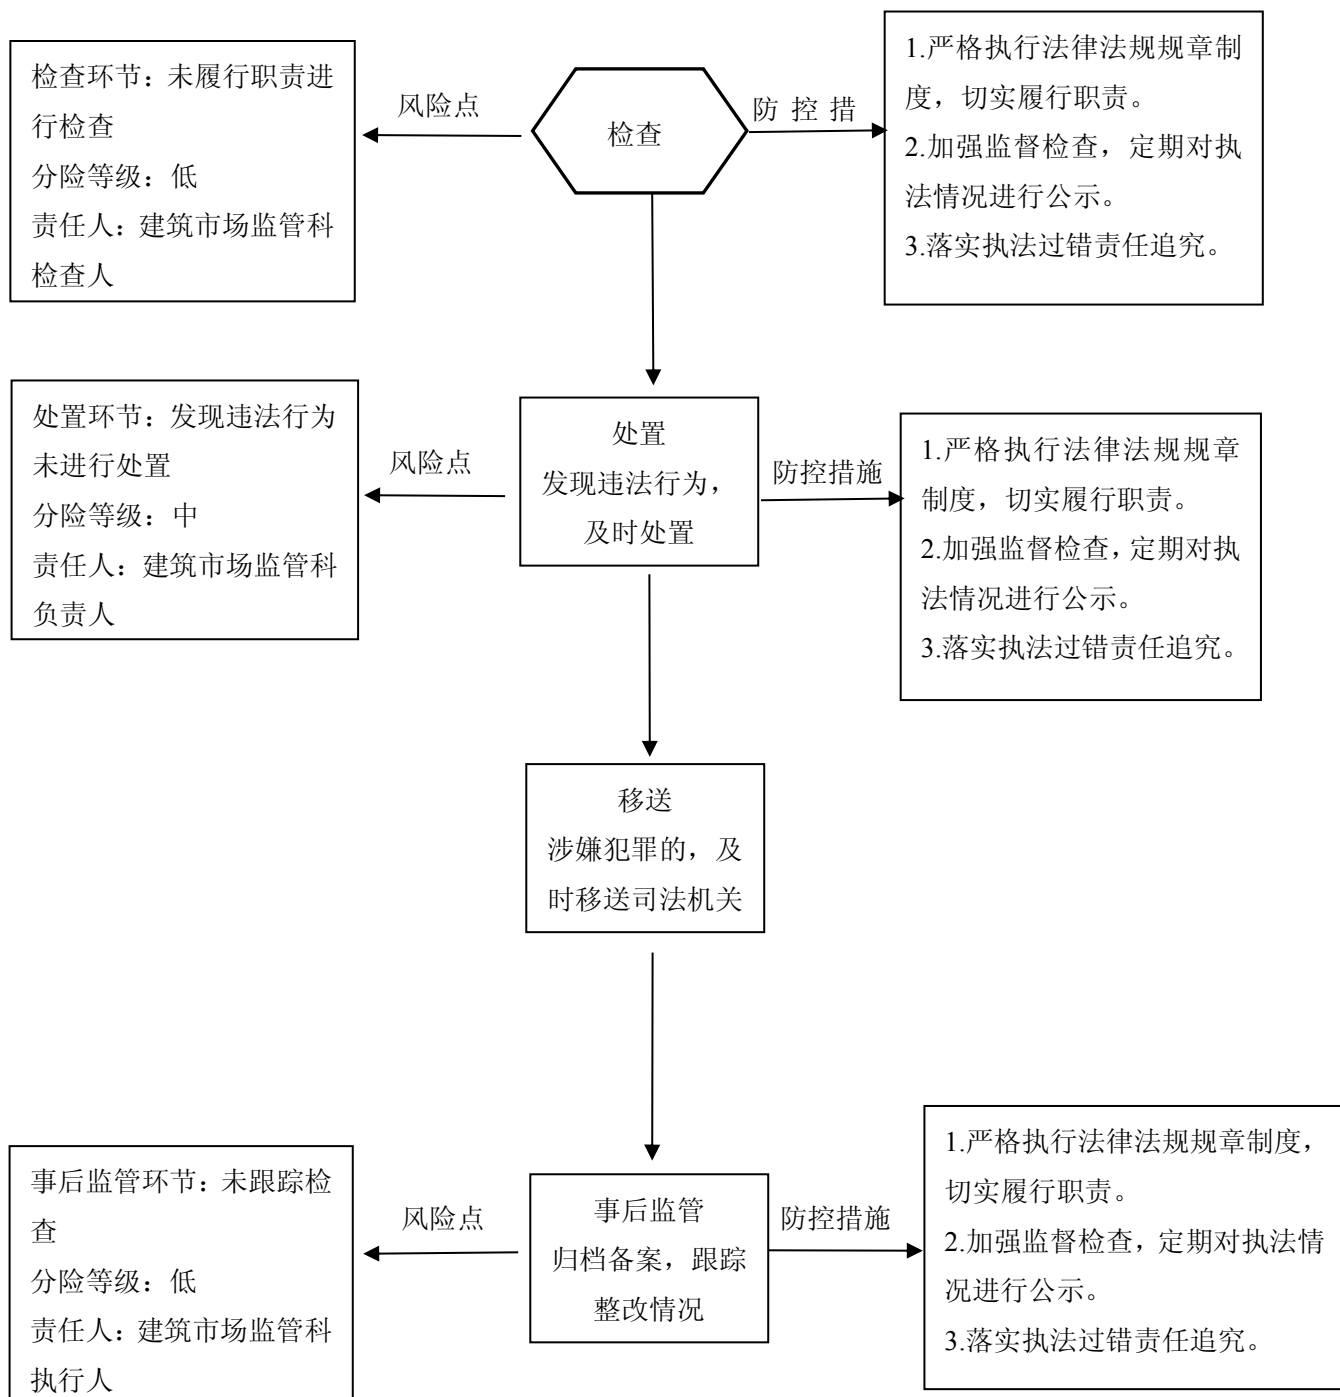 检查环节：未履行职责进
行检查
分险等级：低
责任人：建筑市场监管科
检查人
风险点
检查
防 控 措
1.严格执行法律法规规章制
度，切实履行职责。
2.加强监督检查，定期对执
法情况进行公示。
3.落实执法过错责任追究。
处置环节：发现违法行为
未进行处置
分险等级：中
责任人：建筑市场监管科
负责人
风险点
处置
发现违法行为，
及时处置
防控措施
1.严格执行法律法规规章
制度，切实履行职责。
2.加强监督检查，定期对执
法情况进行公示。
3.落实执法过错责任追究。
移送
涉嫌犯罪的，及
时移送司法机关
事后监管环节：未跟踪检
查
分险等级：低
责任人：建筑市场监管科
执行人
风险点
事后监管
归档备案，跟踪
整改情况
防控措施
1.严格执行法律法规规章制度，
切实履行职责。
2.加强监督检查，定期对执法情
况进行公示。
3.落实执法过错责任追究。